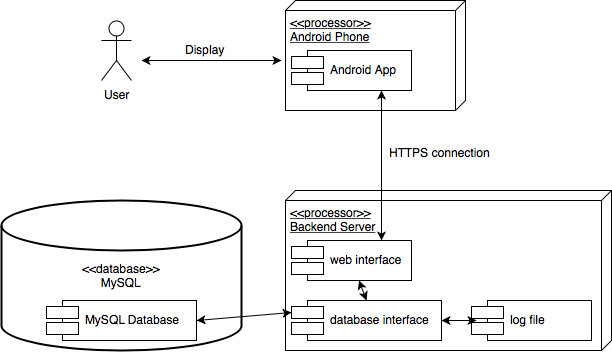 <<processor>>
Android Phone
Display
Android App
User
HTTPS connection
<<processor>>
Backend Server
web interface
<<database>>
MySQL
MySQL Database
database interface
log file